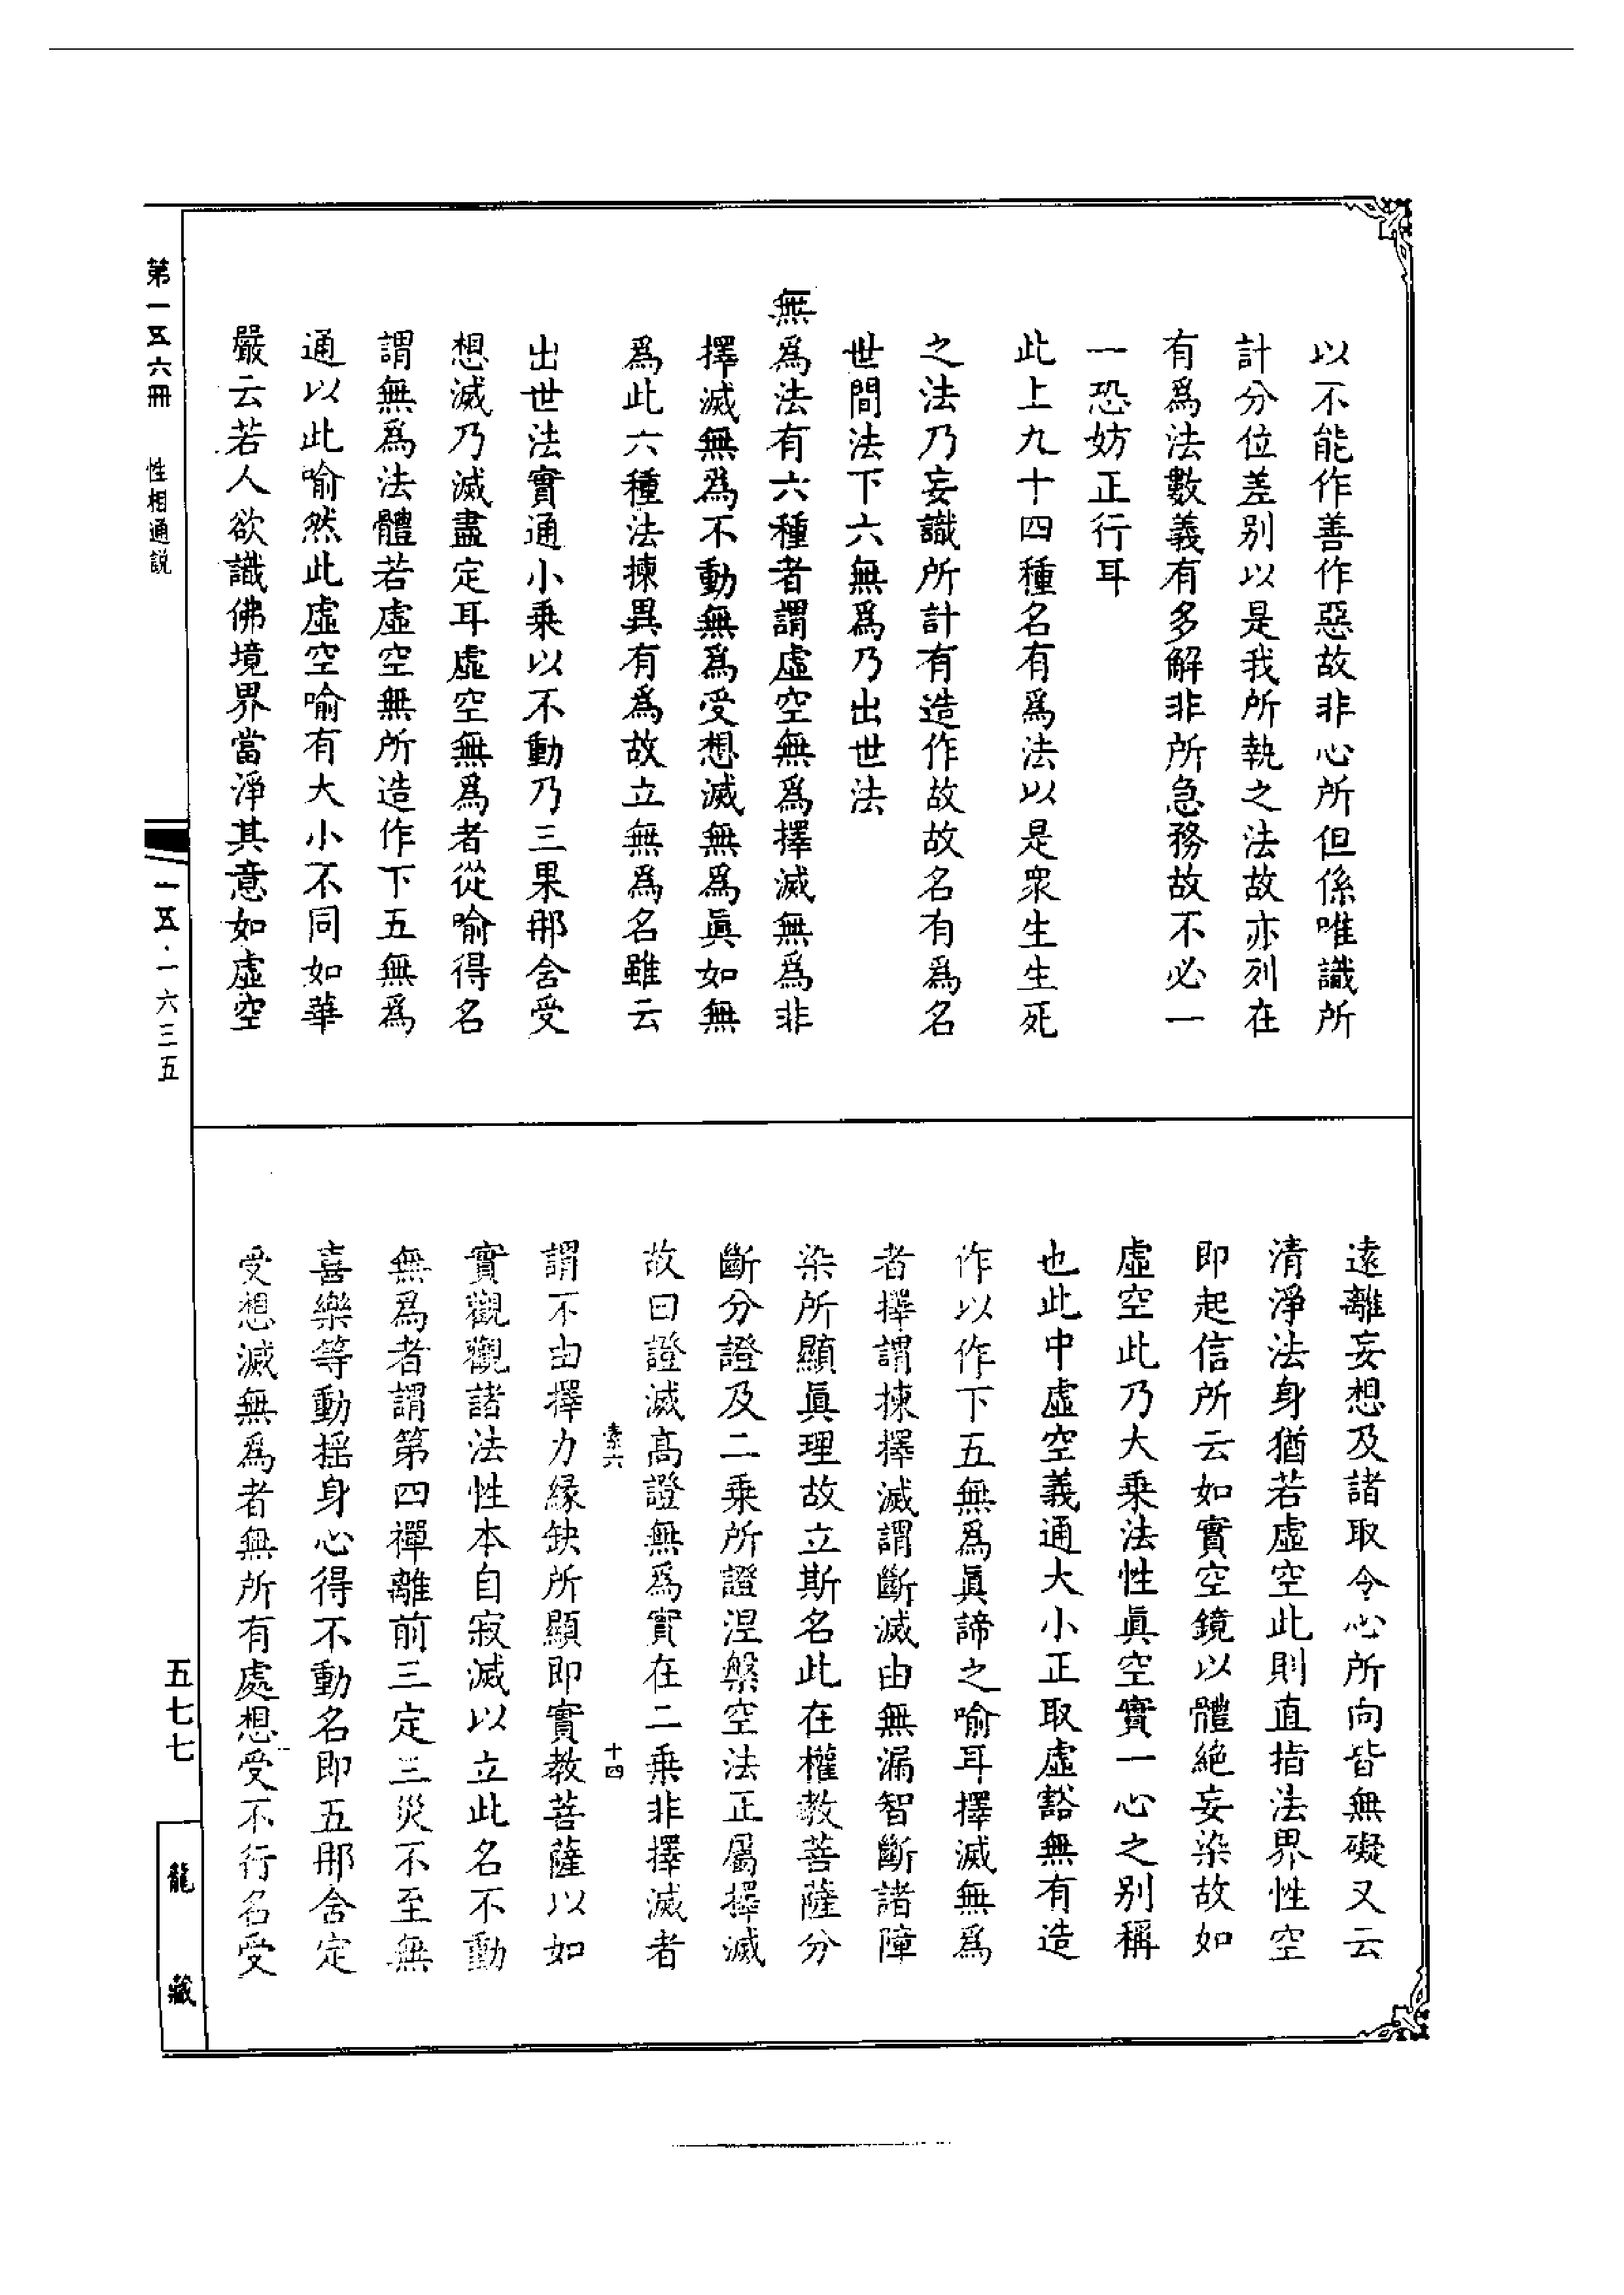 以不能作善作惡故非心所但係唯識所
計分位差别以是我所執之法故亦列在
有爲法數義有多解非所急務故不必一
一恐妨正行耳
此上九十四種名有爲法以是衆生生死
之法乃妄識所計有造作故故名有爲名
世間法下六無爲乃出世法
無爲法有六種者謂虛空無爲擇滅無爲非
擇滅無爲不動無爲受想滅無爲眞如無
爲此六種法揀異有爲故立無爲名雖云
出世法實通小乗以不動乃三果那舍受
想滅乃滅盡定耳虛空無爲者從喻得名
謂無爲法體若虛空無所造作下五無爲
通以此喻然此虛空喻有大小不同如華
嚴云若人欲識佛境界當淨其意如虛空
遠離妄想及諸取令心所向皆無礙又云
清淨法身猶若虛空此則直指法界性空
即起信所云如實空鏡以體絶妄染故如
虛空此乃大乗法性眞空實一心之别稱
也此中虛空義通大小正取虛豁無有造
作以作下五無爲眞諦之喻耳擇滅無爲
者擇謂揀擇滅謂斷滅由無漏智斷諸障
染所顯眞理故立斯名此在權教菩薩分
斷分證及二乗所證涅槃空法正屬擇滅
故曰證滅高證無爲實在二乗非擇滅者
素六
十四
謂不由擇力緣缺所顯即實教菩薩以如
實觀觀諸法性本自寂滅以立此名不動
無爲者謂第四禪離前三定三災不至無
喜樂等動摇身心得不動名即五那舍定
受想滅無爲者無所有處想受不行名受
第一五六冊
性相通説
一五·一六三五
五七七
龍藏